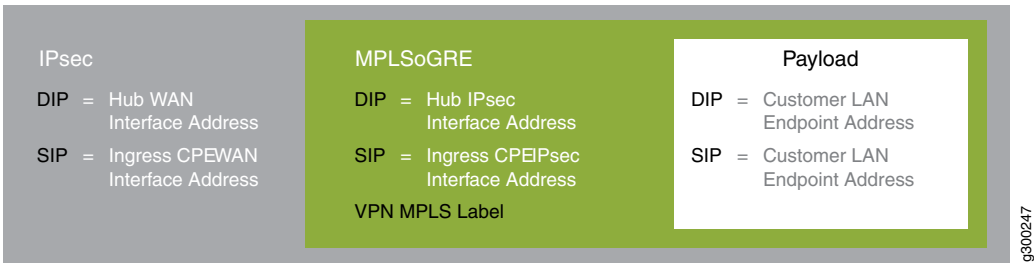 IPsec
DIP = Hub WAN
Interface Address
SIP = Ingress CPEWAN
Interface Address
MPLSoGRE
DIP = Hub IPsec
Interface Address
SIP = Ingress CPEIPsec
Interface Address
VPN MPLS Label
Payload
DIP = Customer LAN
Endpoint Address
SIP = Customer LAN
Endpoint Address
g300247